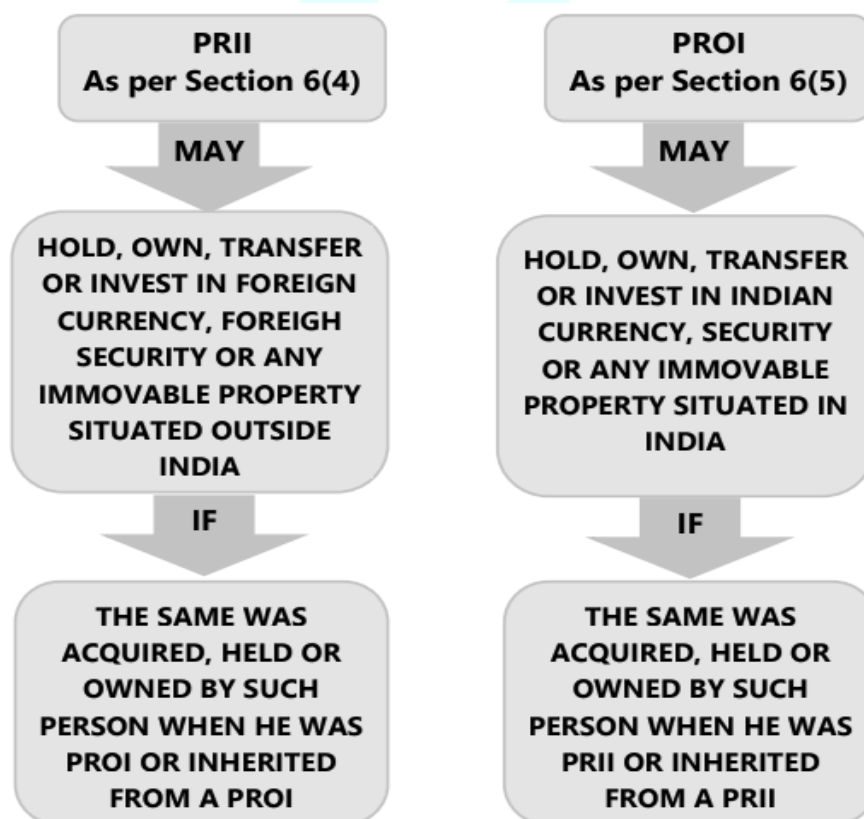 PRII
As per Section 6(4)
MAY
HOLD, OWN, TRANSFER
OR INVEST IN FOREIGN
CURRENCY, FOREIGH
SECURITY OR ANY
IMMOVABLE PROPERTY
SITUATED OUTSIDE
INDIA
IF
THE SAME WAS
ACQUIRED, HELD OR
OWNED BY SUCH
PERSON WHEN HE WAS
PROI OR INHERITED
FROM A PROI
PROI
As per Section 6(5)
MAY
HOLD, OWN, TRANSFER
OR INVEST IN INDIAN
CURRENCY, SECURITY
OR ANY IMMOVABLE
PROPERTY SITUATED IN
INDIA
IF
THE SAME WAS
ACQUIRED, HELD OR
OWNED BY SUCH
PERSON WHEN HE WAS
PRII OR INHERITED
FROM A PRII